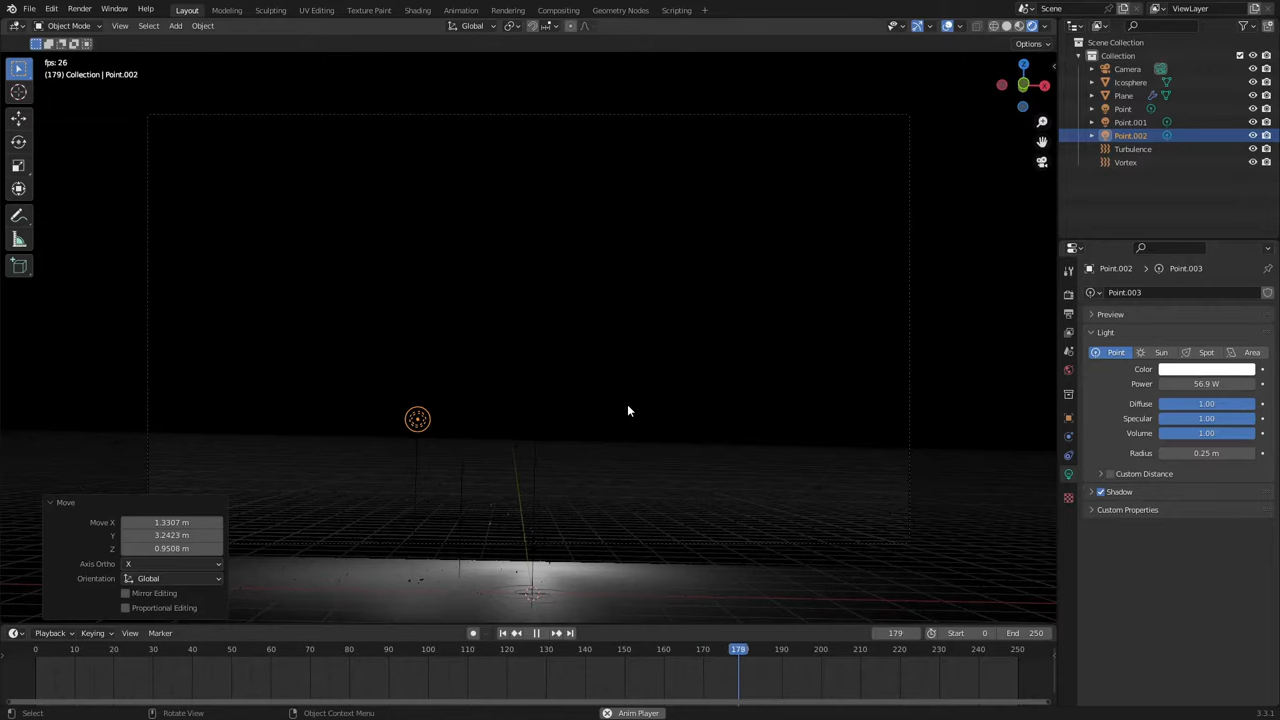 File Edit Render Window Help Layout Modeling Sculpting UV Editing Texture Paint Shading Animation Rendering Compositing Geometry Nodes Scripting + Scene ViewLayer
Object Mode View Select Add Object Global
Options
fps: 26
(179) Collection | Point.002
Z
X
Scene Collection
Collection
Camera
Icosphere
Plane
Point
Point.001
Point.002
Turbulence
Vortex
Point.002 > Point.003
Point.003
Preview
Light
Point Sun Spot Area
Color
Power 56.9 W
Diffuse 1.00
Specular 1.00
Volume 1.00
Radius 0.25 m
Custom Distance
Shadow
Custom Properties
Move
Move X 1.3307 m
Y 3.2423 m
Z 0.9508 m
Axis Ortho X
Orientation Global
Mirror Editing
Proportional Editing
Playback Keying View Marker 179 Start 0 End 250
0 10 20 30 40 50 60 70 80 90 100 110 120 130 140 150 160 170 179 180 190 200 210 220 230 240 250
Select Rotate View Object Context Menu Anim Player 3.3.1